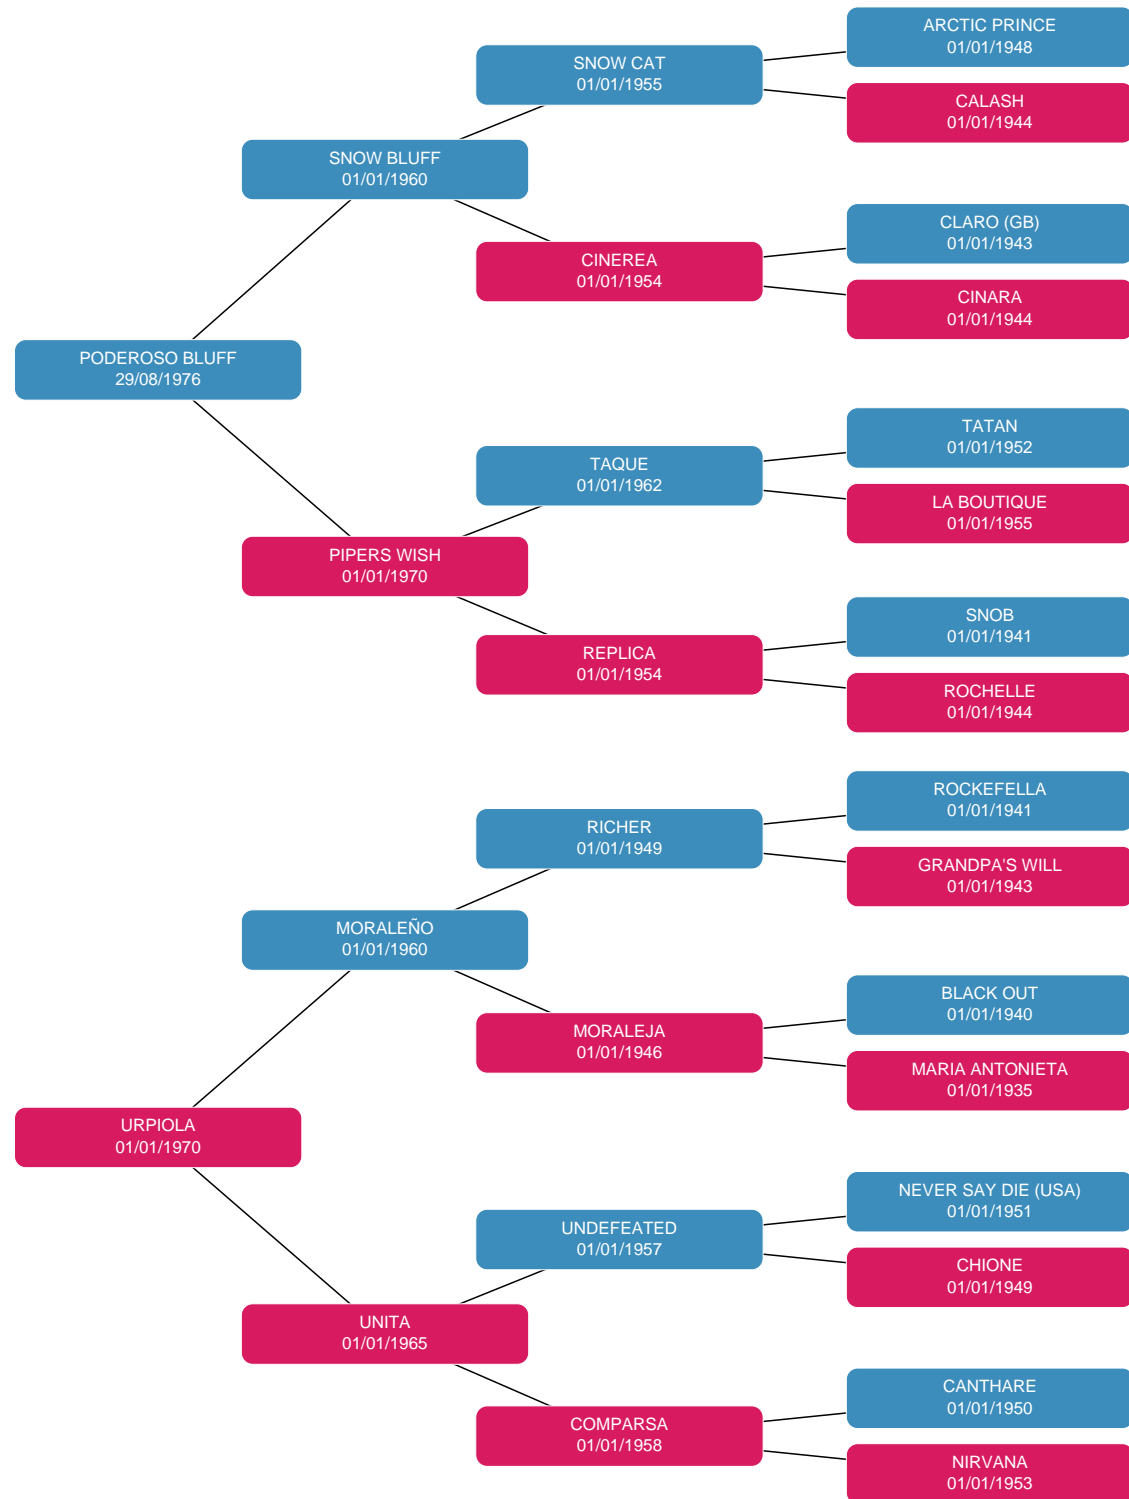 ARCTIC PRINCE
01/01/1948
SNOW CAT
01/01/1955
CALASH
01/01/1944
SNOW BLUFF
01/01/1960
CLARO (GB)
01/01/1943
CINEREA
01/01/1954
CINARA
01/01/1944
PODEROSO BLUFF
29/08/1976
TATAN
01/01/1952
TAQUE
01/01/1962
LA BOUTIQUE
01/01/1955
PIPERS WISH
01/01/1970
SNOB
01/01/1941
REPLICA
01/01/1954
ROCHELLE
01/01/1944
ROCKEFELLA
01/01/1941
RICHER
01/01/1949
GRANDPA'S WILL
01/01/1943
MORALEÑO
01/01/1960
BLACK OUT
01/01/1940
MORALEJA
01/01/1946
MARIA ANTONIETA
01/01/1935
URPIOLA
01/01/1970
NEVER SAY DIE (USA)
01/01/1951
UNDEFEATED
01/01/1957
CHIONE
01/01/1949
UNITA
01/01/1965
CANTHARE
01/01/1950
COMPARSA
01/01/1958
NIRVANA
01/01/1953